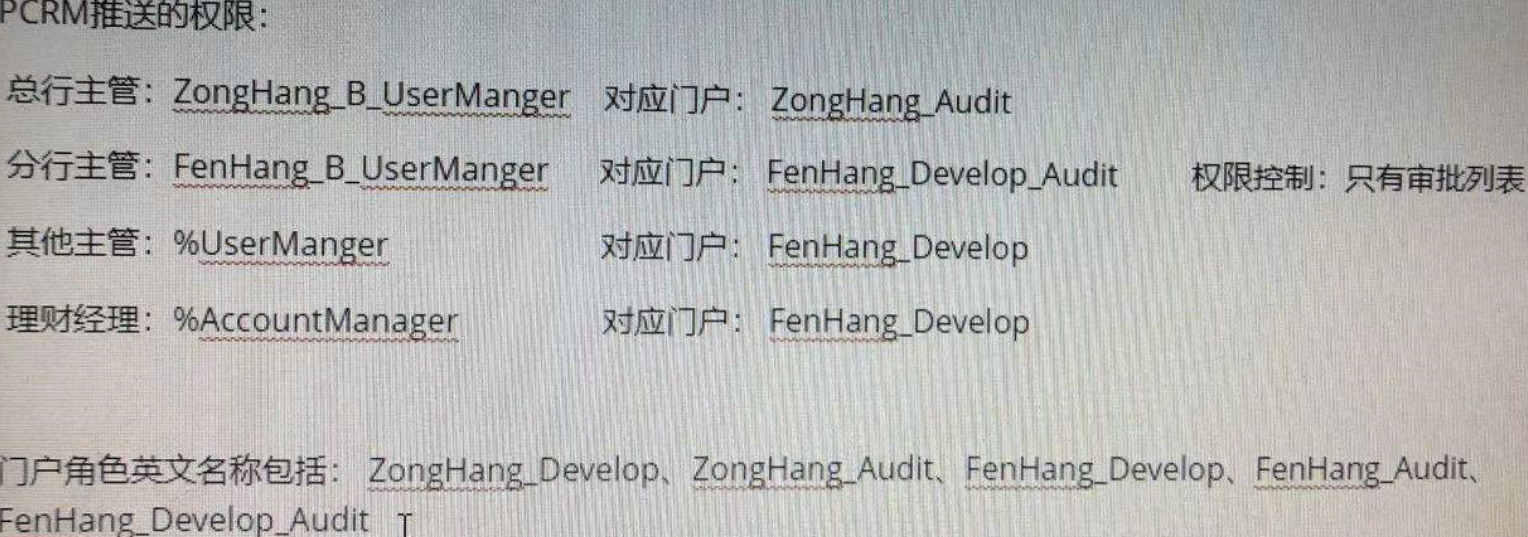 PCRM推送的权限：
总行主管：ZongHang_B_UserManger 对应门户： ZongHang_Audit
分行主管：FenHang_B_UserManger 对应门户： FenHang_Develop_Audit 权限控制：只有审批列表
其他主管：%UserManger 对应门户： FenHang_Develop
理财经理：%AccountManager 对应门户： FenHang_Develop
门户角色英文名称包括： ZongHang_Develop、ZongHang_Audit、FenHang_Develop、FenHang_Audit、
FenHang_Develop_Audit